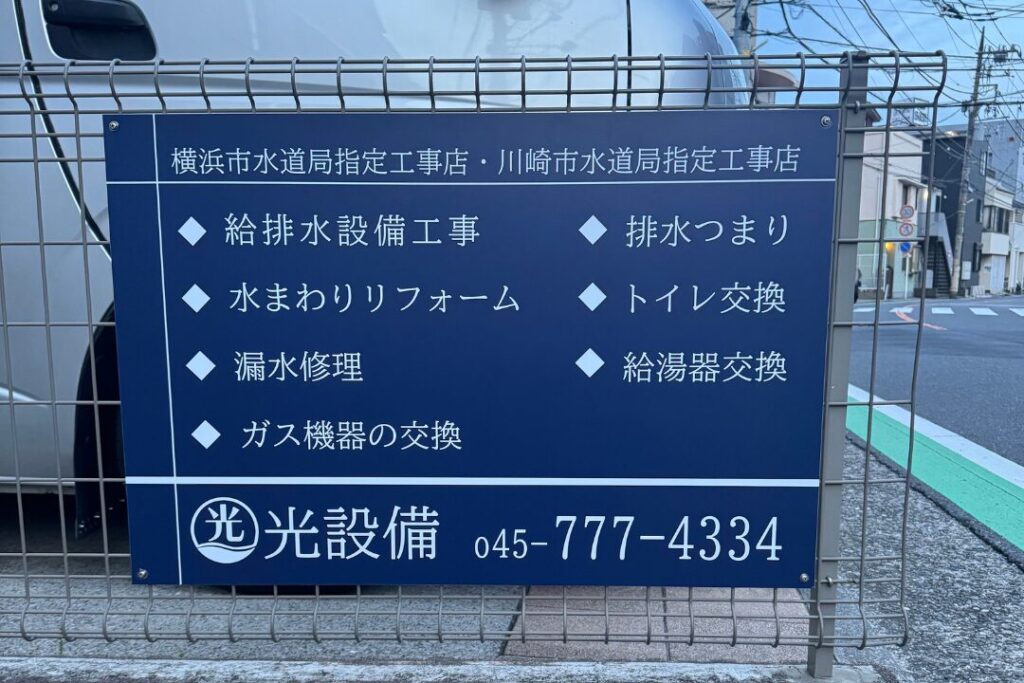 横浜市水道局指定工事店・川崎市水道局指定工事店
◆ 給排水設備工事 ◆ 排水つまり
◆ 水まわりリフォーム ◆ トイレ交換
◆ 漏水修理 ◆ 給湯器交換
◆ ガス機器の交換
光 光設備 045-777-4334